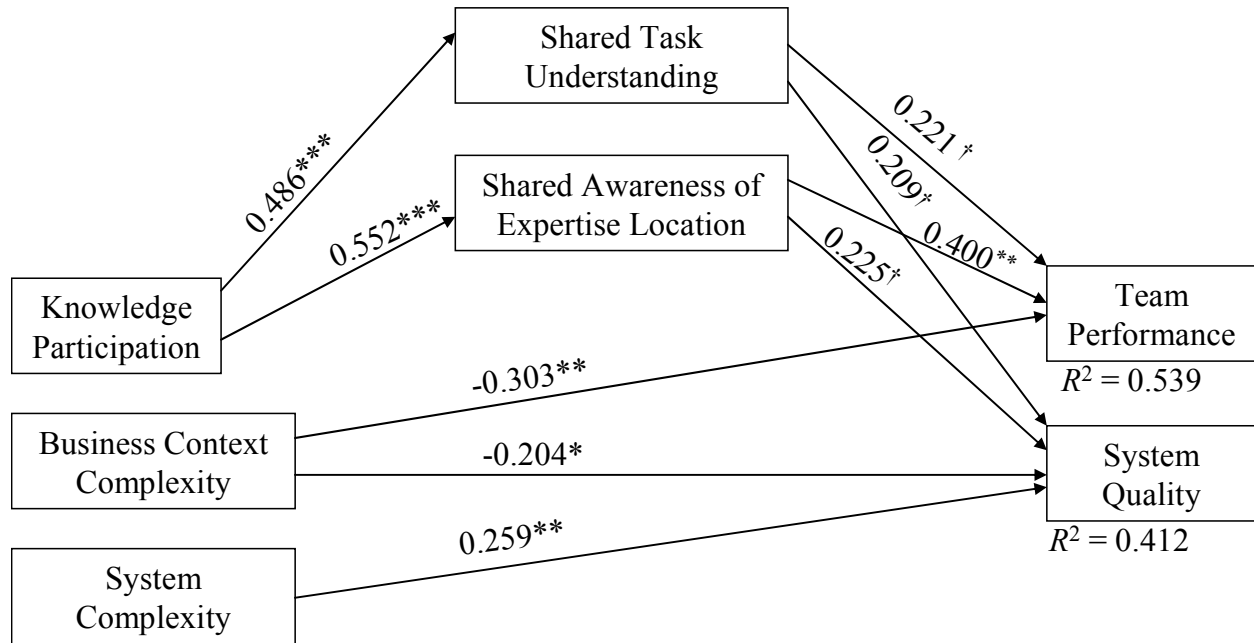 Shared Task
Understanding
0.221 †
0.209†
0.486***
Shared Awareness of
Expertise Location
0.552***
0.400**
0.225†
Knowledge
Participation
Team
Performance
R² = 0.539
-0.303**
Business Context
Complexity
-0.204*
System
Quality
R² = 0.412
0.259**
System
Complexity